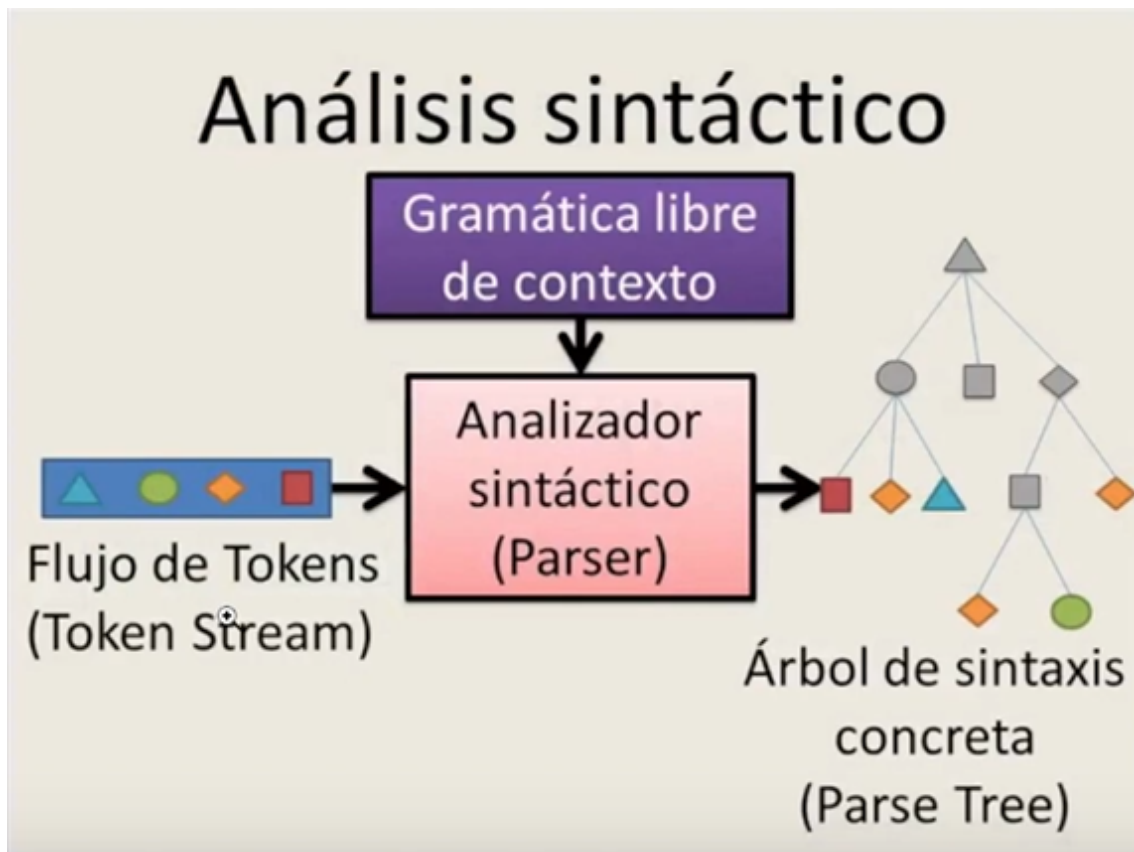 Análisis sintáctico
Gramática libre
de contexto
Analizador
sintáctico
(Parser)
Flujo de Tokens
(Token Stream)
Árbol de sintaxis
concreta
(Parse Tree)